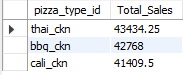 pizza_type_id Total_Sales
thai_ckn 43434.25
bbq_ckn 42768
cali_ckn 41409.5